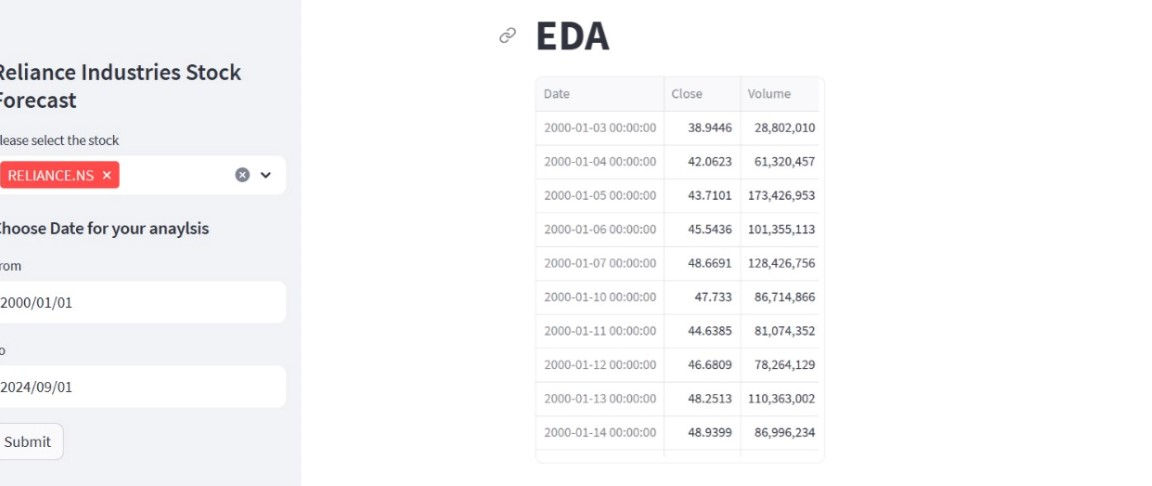 Reliance Industries Stock
Forecast
lease select the stock
RELIANCE.NS ×
Choose Date for your anaylsis
rom
2000/01/01
o
2024/09/01
Submit
EDA
Date Close Volume
2000-01-03 00:00:00 38.9446 28,802,010
2000-01-04 00:00:00 42.0623 61,320,457
2000-01-05 00:00:00 43.7101 173,426,953
2000-01-06 00:00:00 45.5436 101,355,113
2000-01-07 00:00:00 48.6691 128,426,756
2000-01-10 00:00:00 47.733 86,714,866
2000-01-11 00:00:00 44.6385 81,074,352
2000-01-12 00:00:00 46.6809 78,264,129
2000-01-13 00:00:00 48.2513 110,363,002
2000-01-14 00:00:00 48.9399 86,996,234